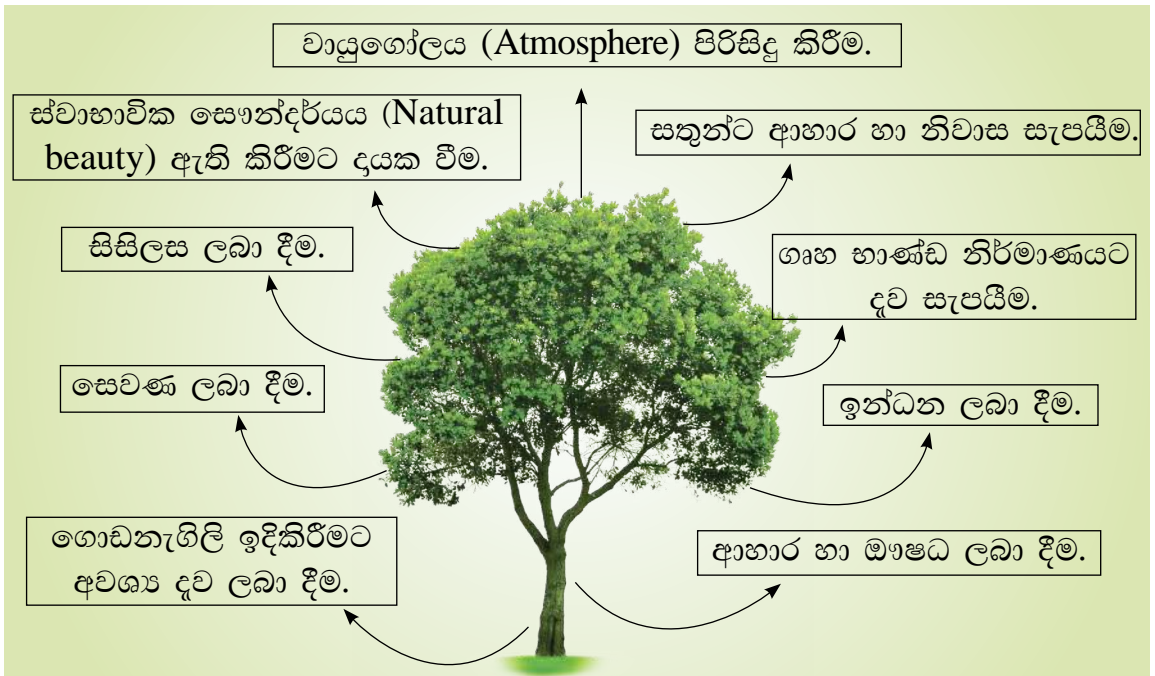 වායුගෝලය (Atmosphere) පිරිසිදු කිරීම.
ස්වාභාවික සෞන්දර්යය (Natural
beauty) ඇති කිරීමට දායක වීම.
සතුන්ට ආහාර හා නිවාස සැපයීම.
සිසිලස ලබා දීම.
ගෘහ භාණ්ඩ නිර්මාණයට
දැව සැපයීම.
සෙවණ ලබා දීම.
ඉන්ධන ලබා දීම.
ගොඩනැගිලි ඉදිකිරීමට
අවශ්‍ය දැව ලබා දීම.
ආහාර හා ඖෂධ ලබා දීම.